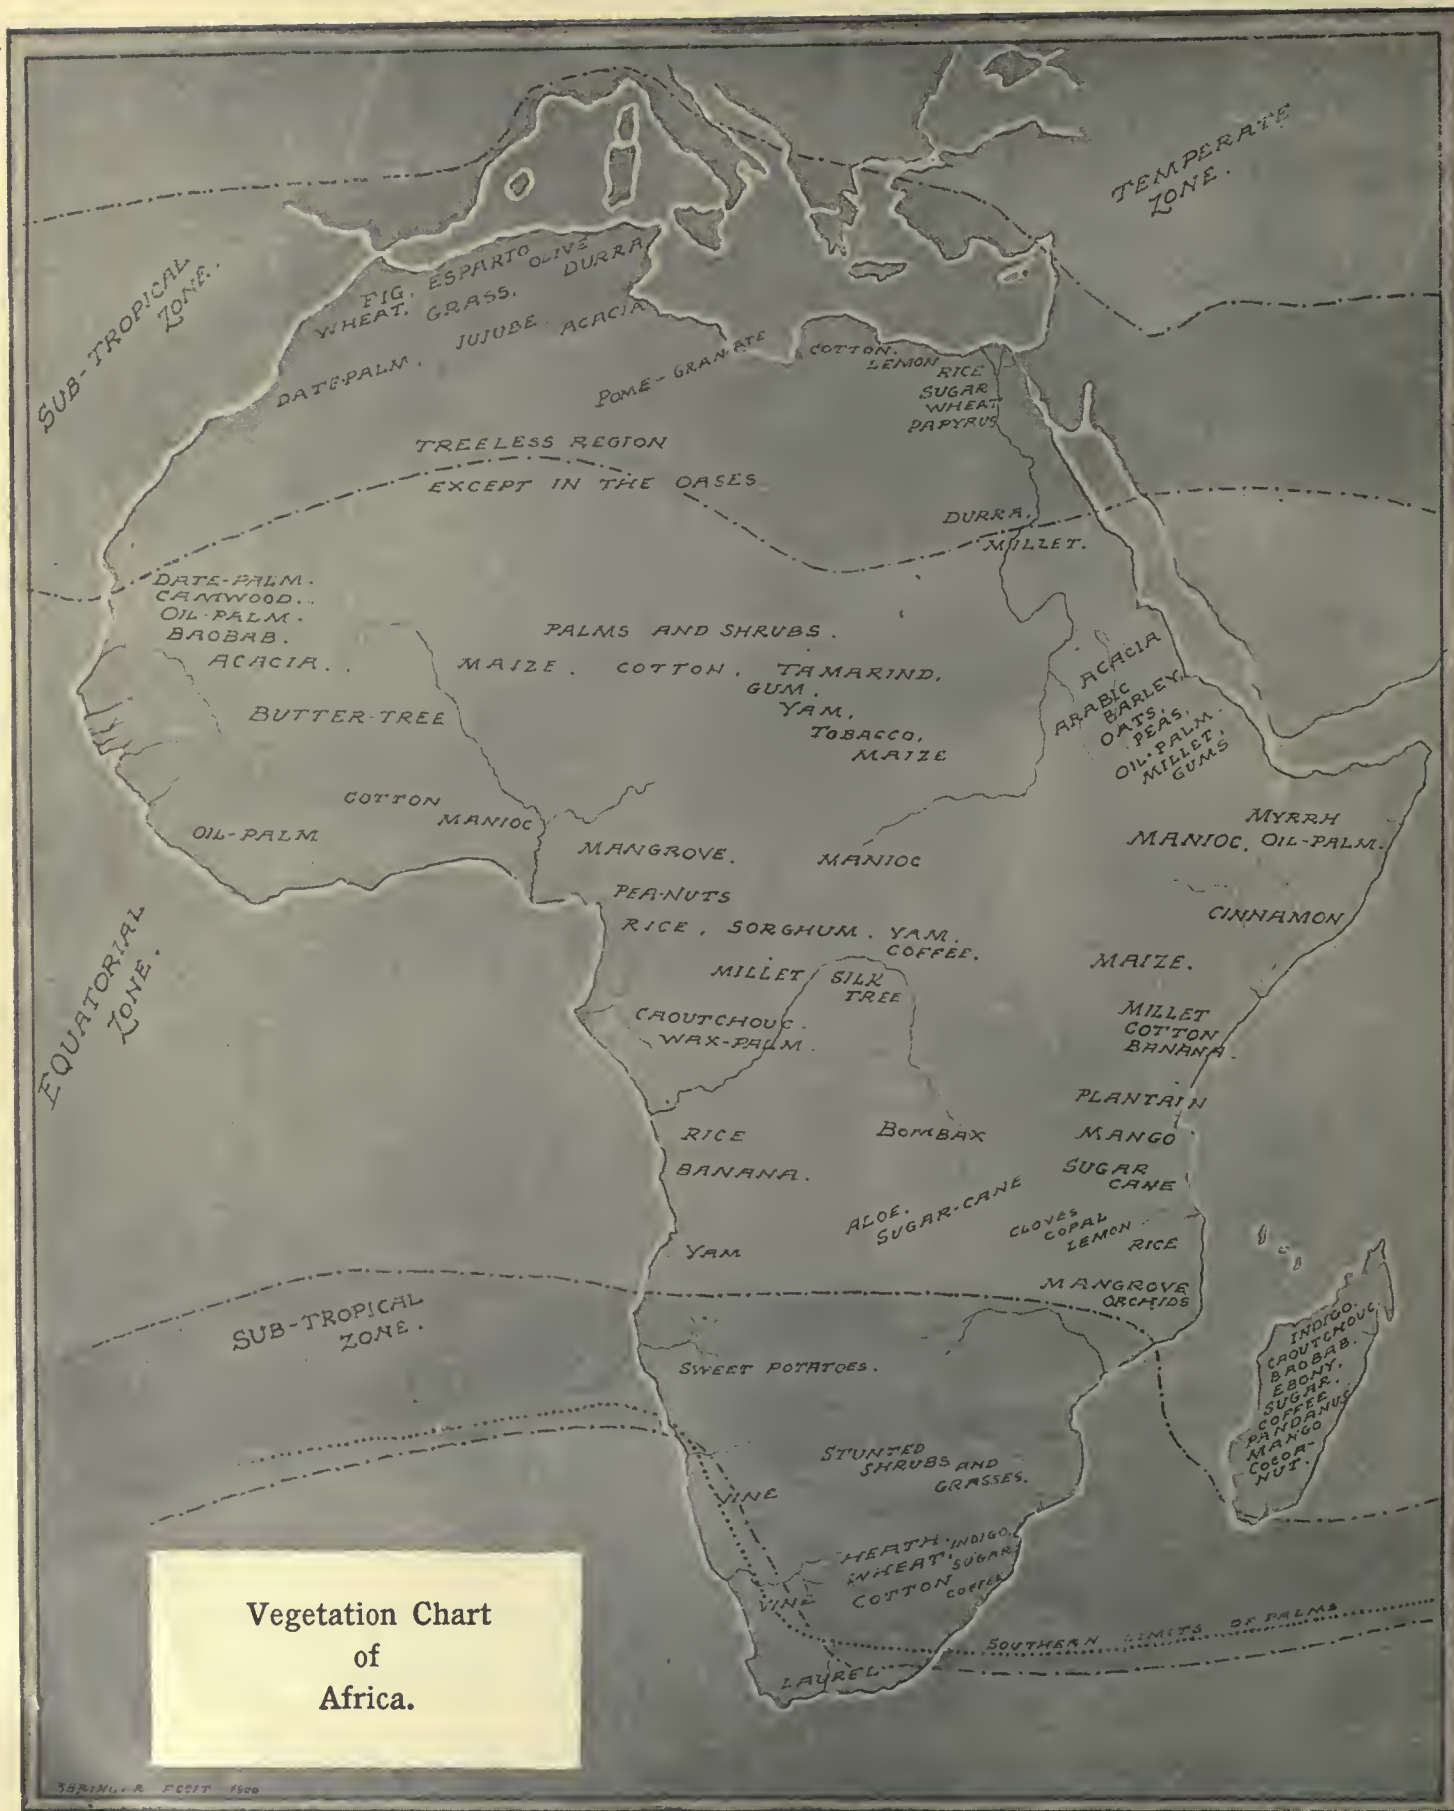 TEMPERATE
ZONE.
SUB-TROPICAL
ZONE.
FIG. ESPARTO OLIVE
WHEAT. GRASS. DURRA
DATE-PALM. JUJUBE. ACACIA
POME-GRANATE
COTTON.
LEMON
RICE
SUGAR
WHEAT
PAPYRUS
TREELESS REGION
EXCEPT IN THE OASES
DURRA.
MILLET.
DATE-PALM.
CAMWOOD..
OIL-PALM.
BAOBAB.
ACACIA..
BUTTER-TREE
PALMS AND SHRUBS.
MAIZE. COTTON. TAMARIND.
GUM.
YAM.
TOBACCO.
MAIZE
ACACIA
ARABIC
BARLEY.
OATS.
PEAS.
OIL-PALM.
MILLET.
GUMS
COTTON
MANIOC
OIL-PALM
MANGROVE.
MANIOC
MYRRH
MANIOC. OIL-PALM.
PEA-NUTS
CINNAMON
RICE. SORGHUM. YAM.
COFFEE.
MAIZE.
EQUATORIAL
ZONE.
MILLET
SILK
TREE
CAOUTCHOUC.
WAX-PALM.
MILLET
COTTON
BANANA.
PLANTAIN
RICE
BOMBAX
MANGO
BANANA.
SUGAR
CANE
ALOE.
SUGAR-CANE
CLOVES
COPAL
LEMON
RICE
YAM
MANGROVE
ORCHIDS
SUB-TROPICAL
ZONE.
INDIGO.
CAOUTCHOUC
BAOBAB.
EBONY.
SUGAR.
COFFEE
PANDANUS
MANGO
COCOA-
NUT.
SWEET POTATOES.
STUNTED
SHRUBS AND
GRASSES.
VINE
HEATH. INDIGO.
WHEAT. SUGAR
COTTON COFFEE
VINE
SOUTHERN LIMITS OF PALMS
LAUREL
Vegetation Chart
of
Africa.